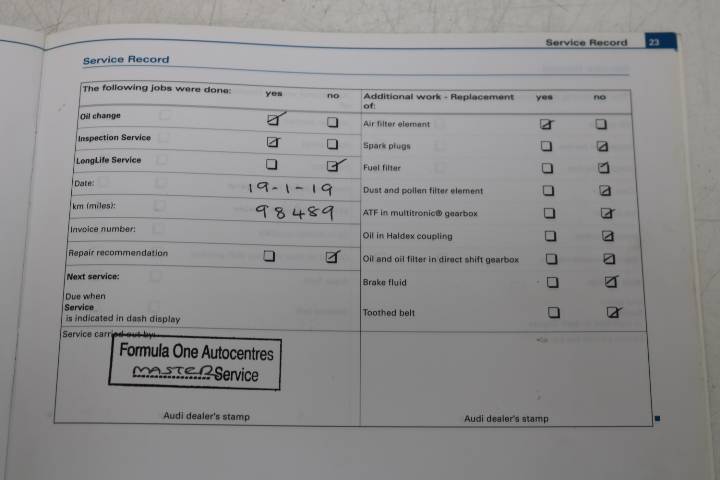 Service Record 23
Service Record
The following jobs were done: yes no
Oil change
Inspection Service
LongLife Service
Date: 19-1-19
km (miles): 98489
Invoice number:
Repair recommendation
Next service:
Due when
Service
is indicated in dash display
Service carried out by:
Formula One Autocentres
MASTER Service
Audi dealer's stamp
Additional work - Replacement of: yes no
Air filter element
Spark plugs
Fuel filter
Dust and pollen filter element
ATF in multitronic® gearbox
Oil in Haldex coupling
Oil and oil filter in direct shift gearbox
Brake fluid
Toothed belt
Audi dealer's stamp